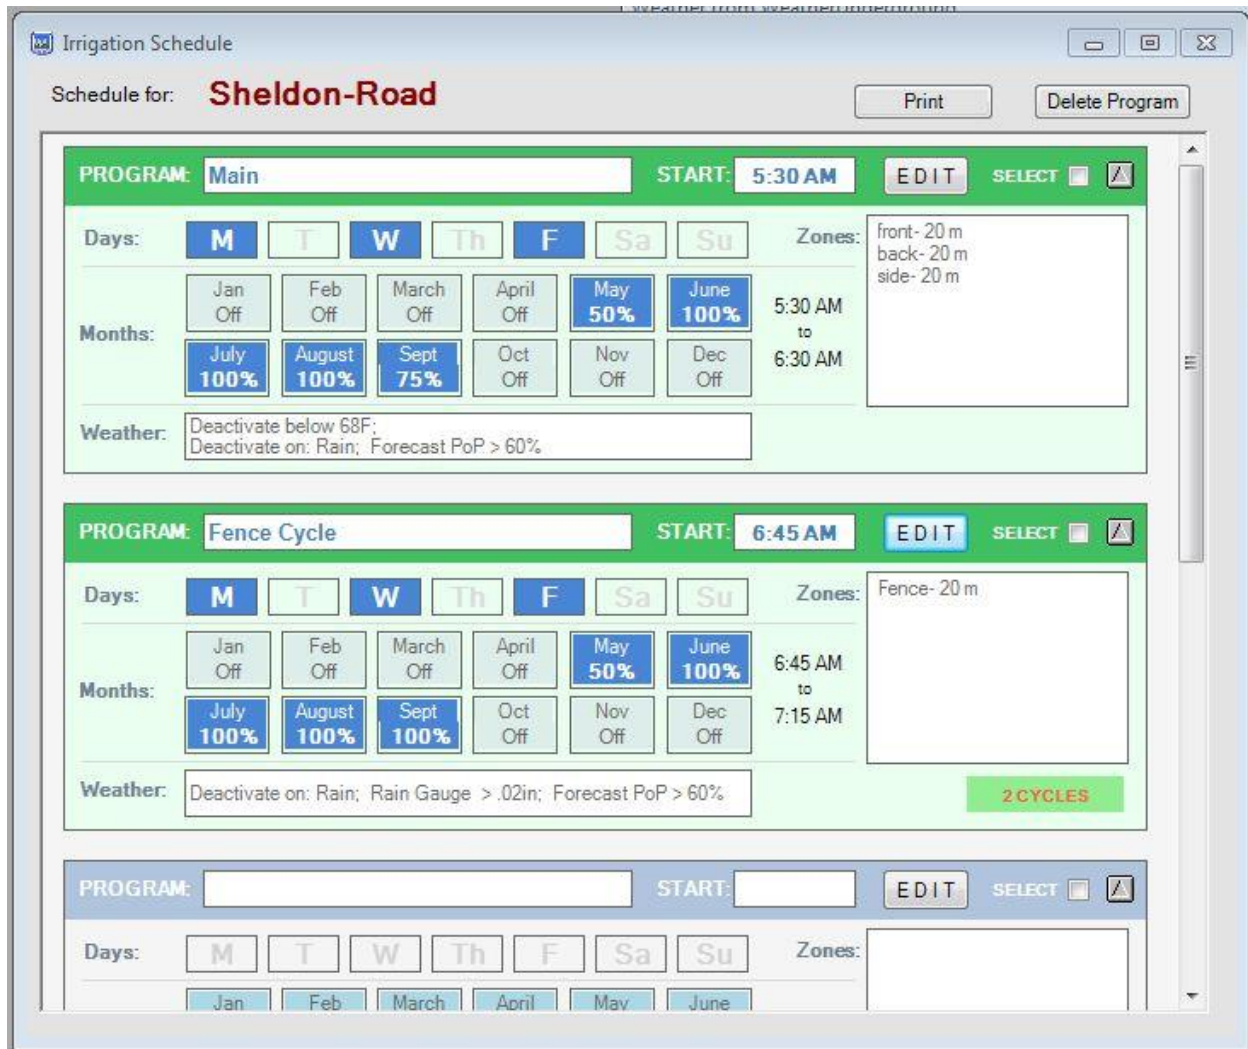 Weather from WeatherUnderground
Irrigation Schedule
Schedule for: Sheldon-Road Print Delete Program
PROGRAM: Main START: 5:30 AM EDIT SELECT
Days: M T W Th F Sa Su Zones: front- 20 m
back- 20 m
side- 20 m
Jan Feb March April May June
Off Off Off Off 50% 100%
5:30 AM
to
6:30 AM
Months:
July August Sept Oct Nov Dec
100% 100% 75% Off Off Off
Weather: Deactivate below 68F;
Deactivate on: Rain; Forecast PoP > 60%
PROGRAM: Fence Cycle START: 6:45 AM EDIT SELECT
Days: M T W Th F Sa Su Zones: Fence- 20 m
Jan Feb March April May June
Off Off Off Off 50% 100%
6:45 AM
to
7:15 AM
Months:
July August Sept Oct Nov Dec
100% 100% 100% Off Off Off
Weather: Deactivate on: Rain; Rain Gauge > .02in; Forecast PoP > 60%
2 CYCLES
PROGRAM: START: EDIT SELECT
Days: M T W Th F Sa Su Zones:
Jan Feb March April May June